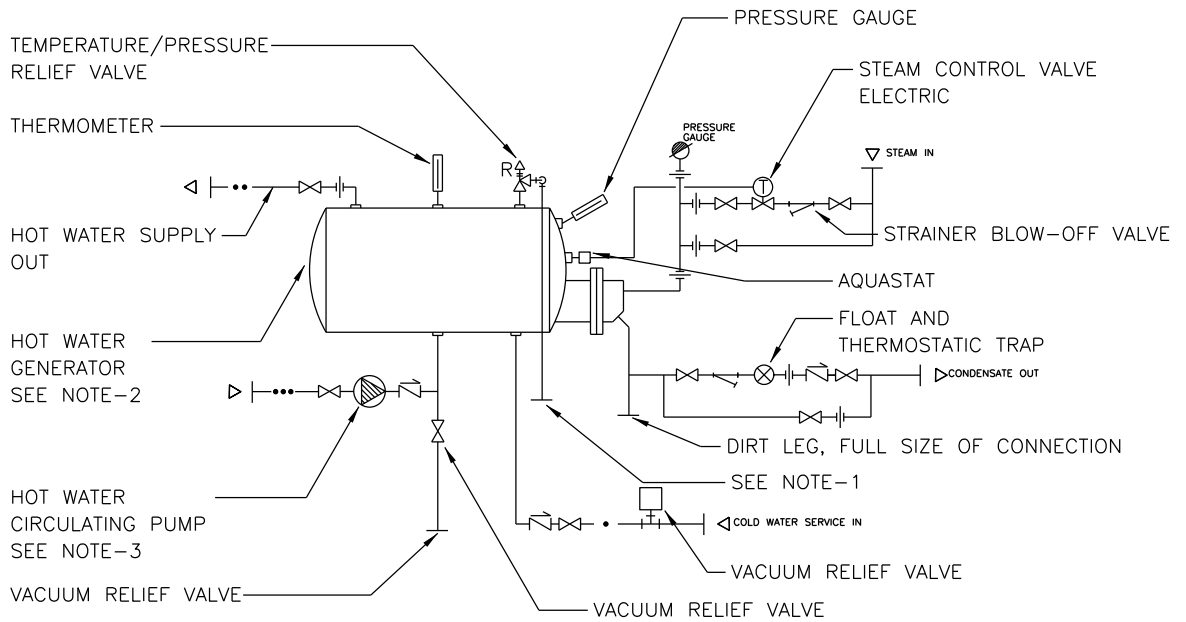 PRESSURE GAUGE
TEMPERATURE/PRESSURE
RELIEF VALVE
STEAM CONTROL VALVE
ELECTRIC
THERMOMETER
PRESSURE
GAUGE
R
T
STEAM IN
HOT WATER SUPPLY
OUT
STRAINER BLOW-OFF VALVE
AQUASTAT
FLOAT AND
THERMOSTATIC TRAP
HOT WATER
GENERATOR
SEE NOTE-2
CONDENSATE OUT
DIRT LEG, FULL SIZE OF CONNECTION
SEE NOTE-1
HOT WATER
CIRCULATING PUMP
SEE NOTE-3
COLD WATER SERVICE IN
VACUUM RELIEF VALVE
VACUUM RELIEF VALVE
VACUUM RELIEF VALVE